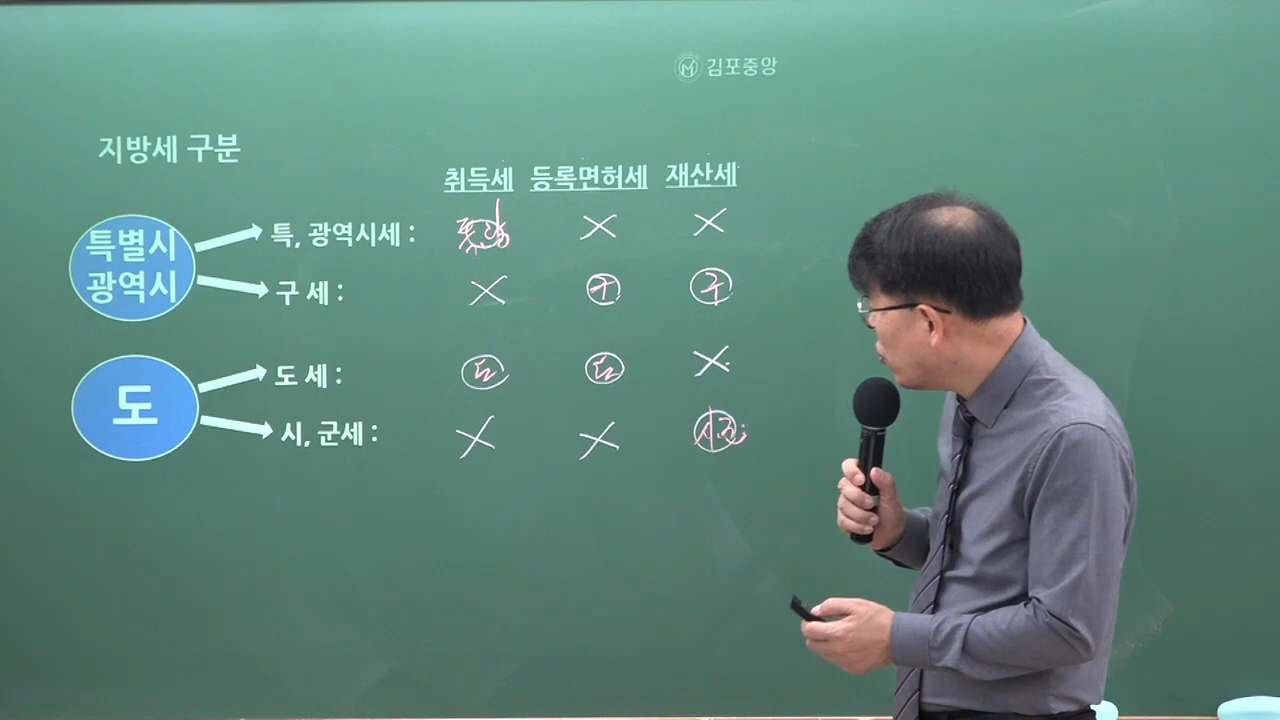 김포중앙
지방세 구분
취득세 등록면허세 재산세
특별시
광역시
특, 광역시세 : X X
구 세 : X 구 구
도
도 세 : 도 도 X
시, 군세 : X X 시,군